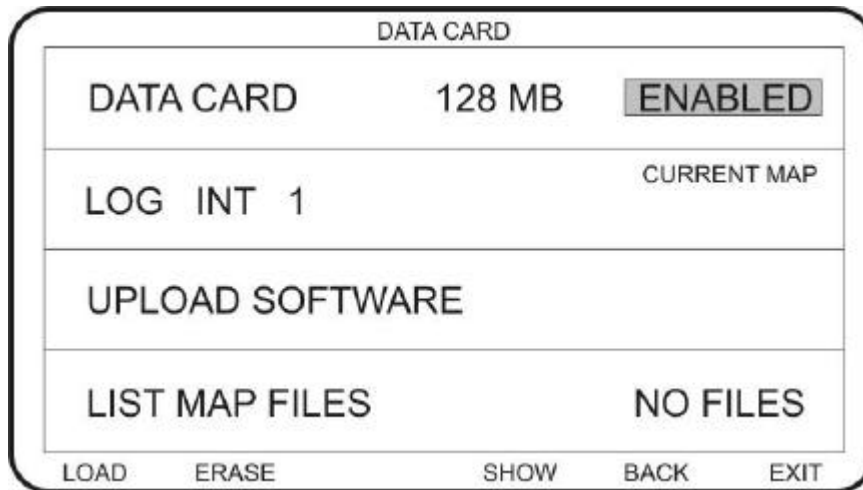 DATA CARD
DATA CARD 128 MB ENABLED
CURRENT MAP
LOG INT 1
UPLOAD SOFTWARE
LIST MAP FILES NO FILES
LOAD ERASE SHOW BACK EXIT